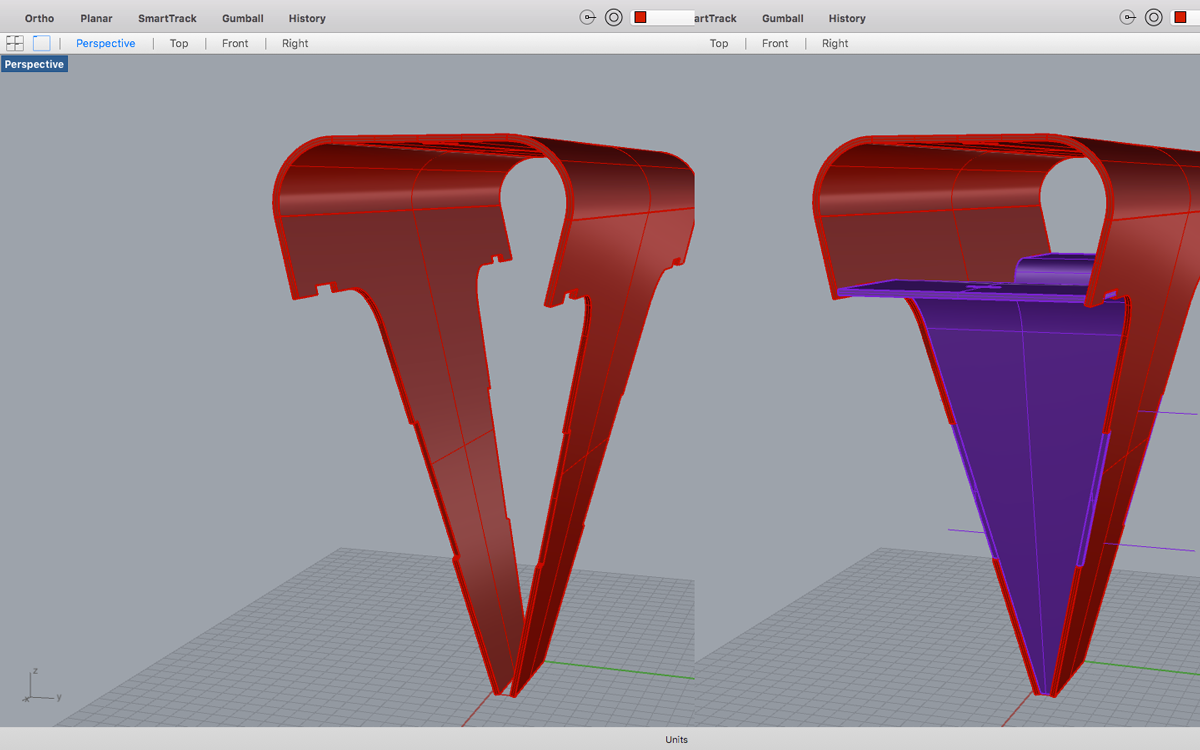 Ortho Planar SmartTrack Gumball History artTrack Gumball History
Perspective Top Front Right Top Front Right
Perspective
z
x y
Units